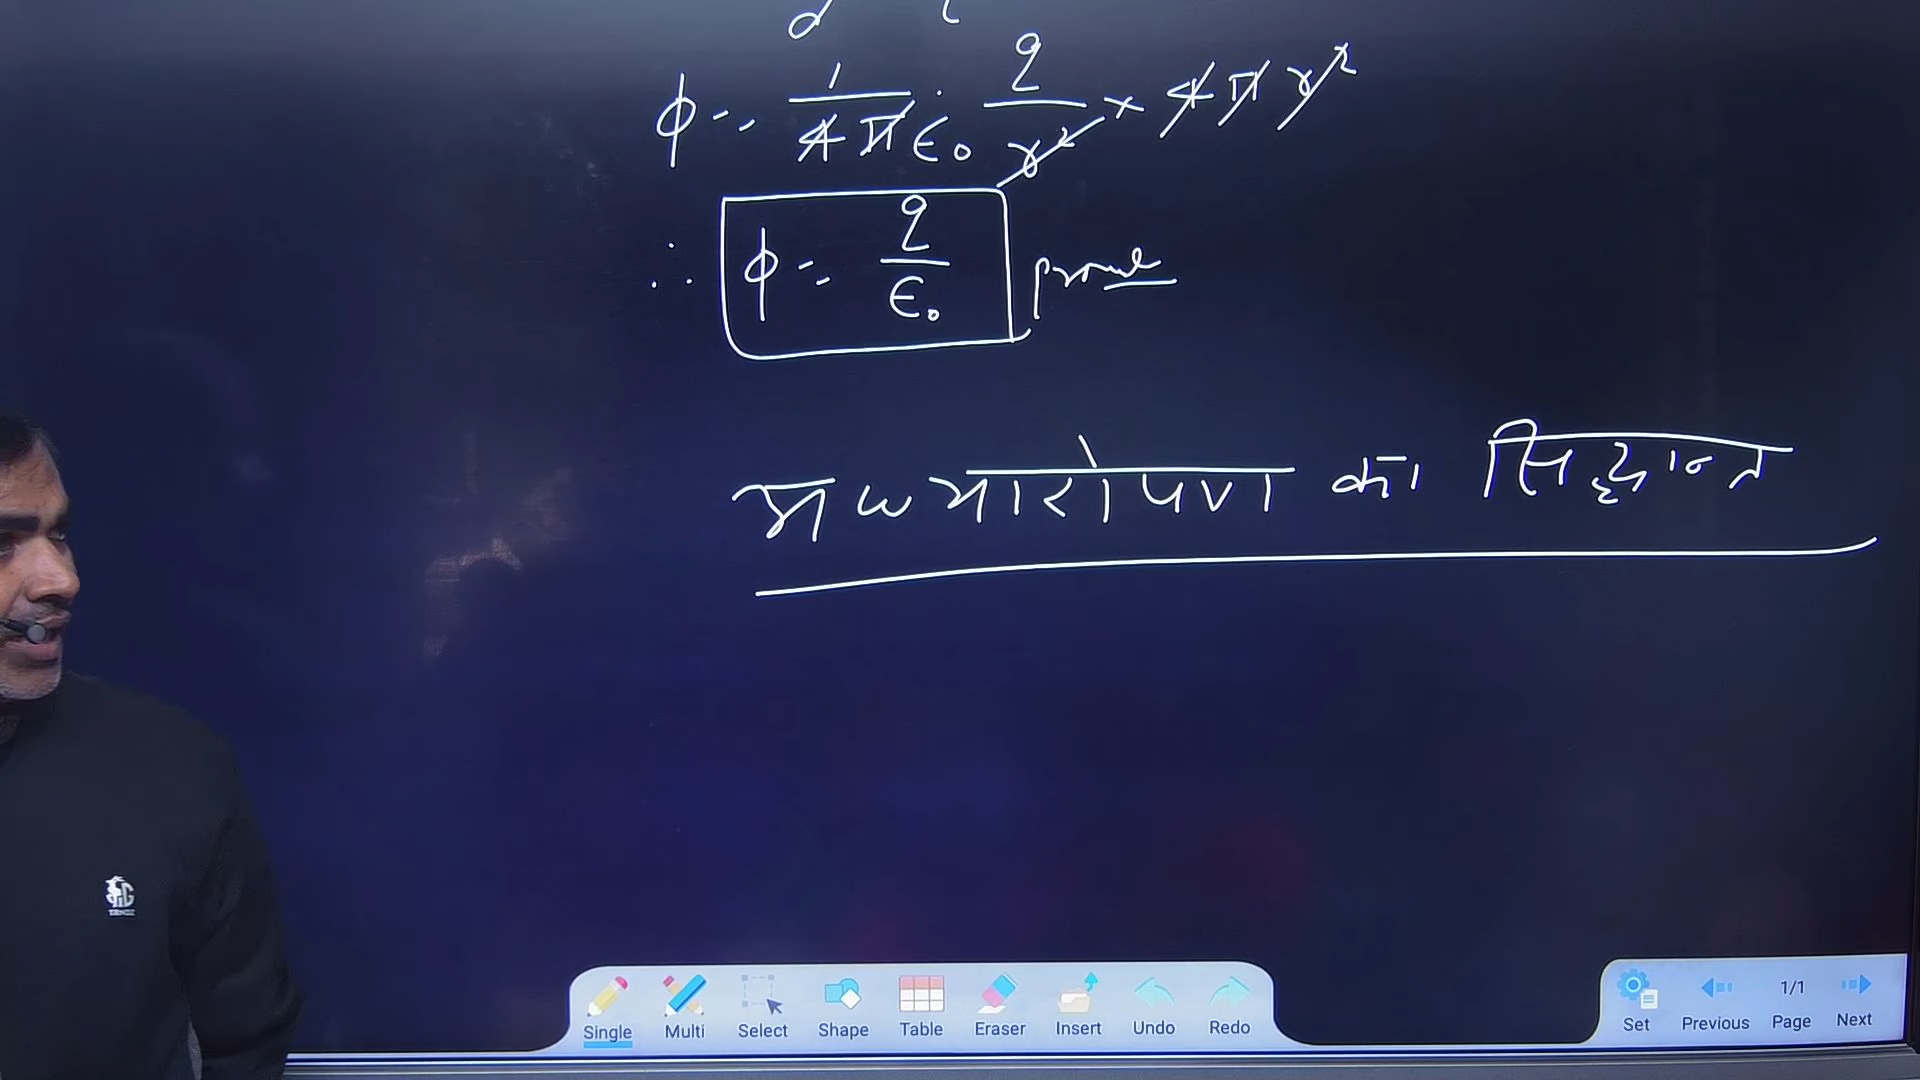 ϕ = 1/4πϵ₀ · q/r² × 4πr²
∴ ϕ = q/ϵ₀ prove
अध्यारोपण का सिद्धान्त
Single Multi Select Shape Table Eraser Insert Undo Redo
Set Previous 1/1 Page Next